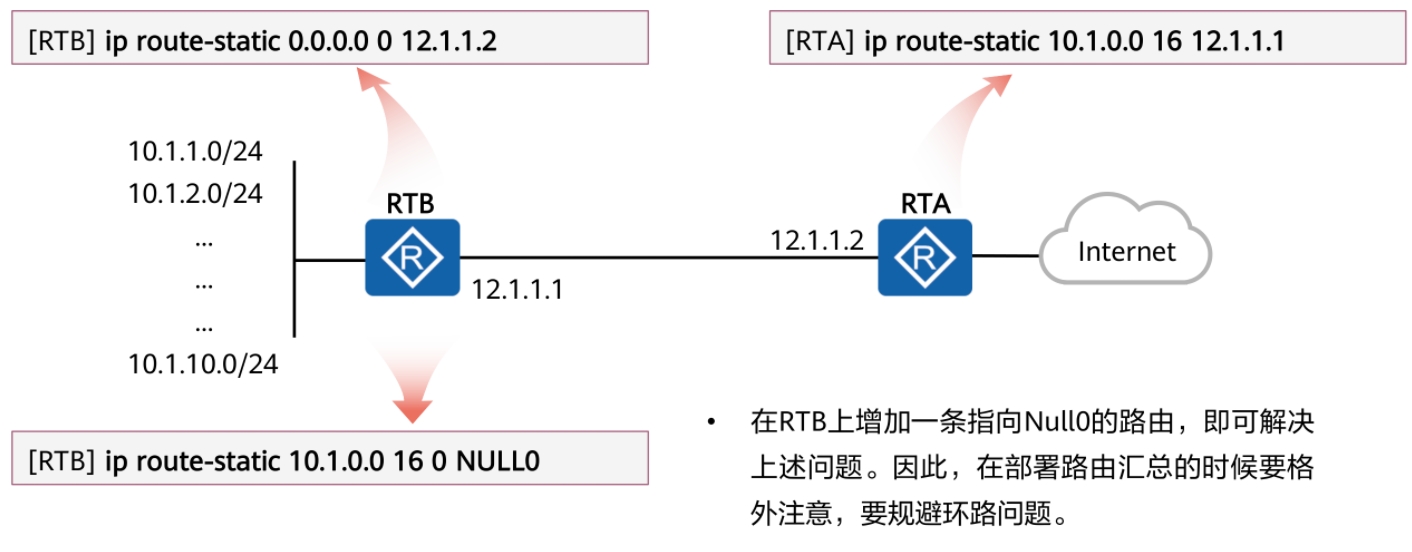 [RTB] ip route-static 0.0.0.0 0 12.1.1.2
[RTA] ip route-static 10.1.0.0 16 12.1.1.1
10.1.1.0/24
10.1.2.0/24
...
...
...
10.1.10.0/24
RTB
R
12.1.1.1
12.1.1.2
RTA
R
Internet
[RTB] ip route-static 10.1.0.0 16 0 NULL0
• 在RTB上增加一条指向Null0的路由，即可解决
上述问题。因此，在部署路由汇总的时候要格
外注意，要规避环路问题。